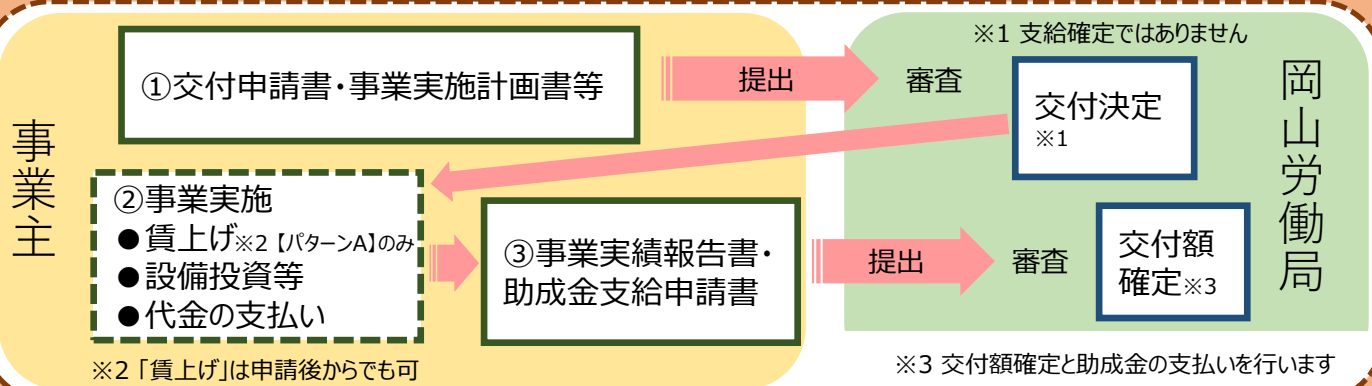 ※1 支給確定ではありません
①交付申請書・事業実施計画書等
提出
審査
交付決定
※1
岡山労働局
事業主
②事業実施
●賃上げ※2【パターンA】のみ
●設備投資等
●代金の支払い
③事業実績報告書・
助成金支給申請書
提出
審査
交付額
確定※3
※2 「賃上げ」は申請後からでも可
※3 交付額確定と助成金の支払いを行います